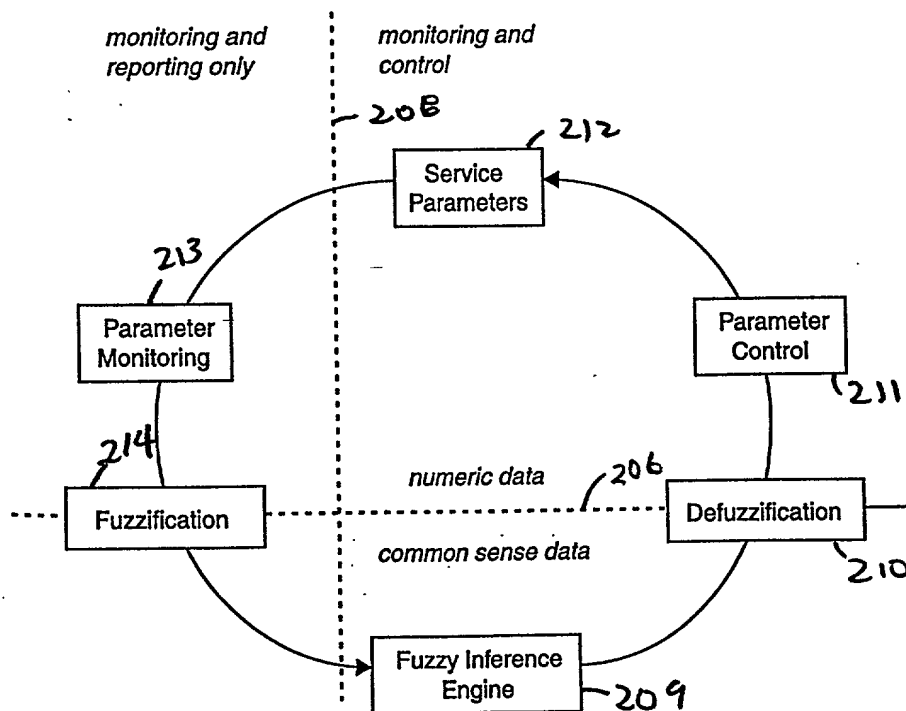 monitoring and
reporting only
monitoring and
control
208
212
Service
Parameters
213
Parameter
Monitoring
Parameter
Control
211
214
numeric data
206
Fuzzification
Defuzzification
common sense data
210
Fuzzy Inference
Engine
209